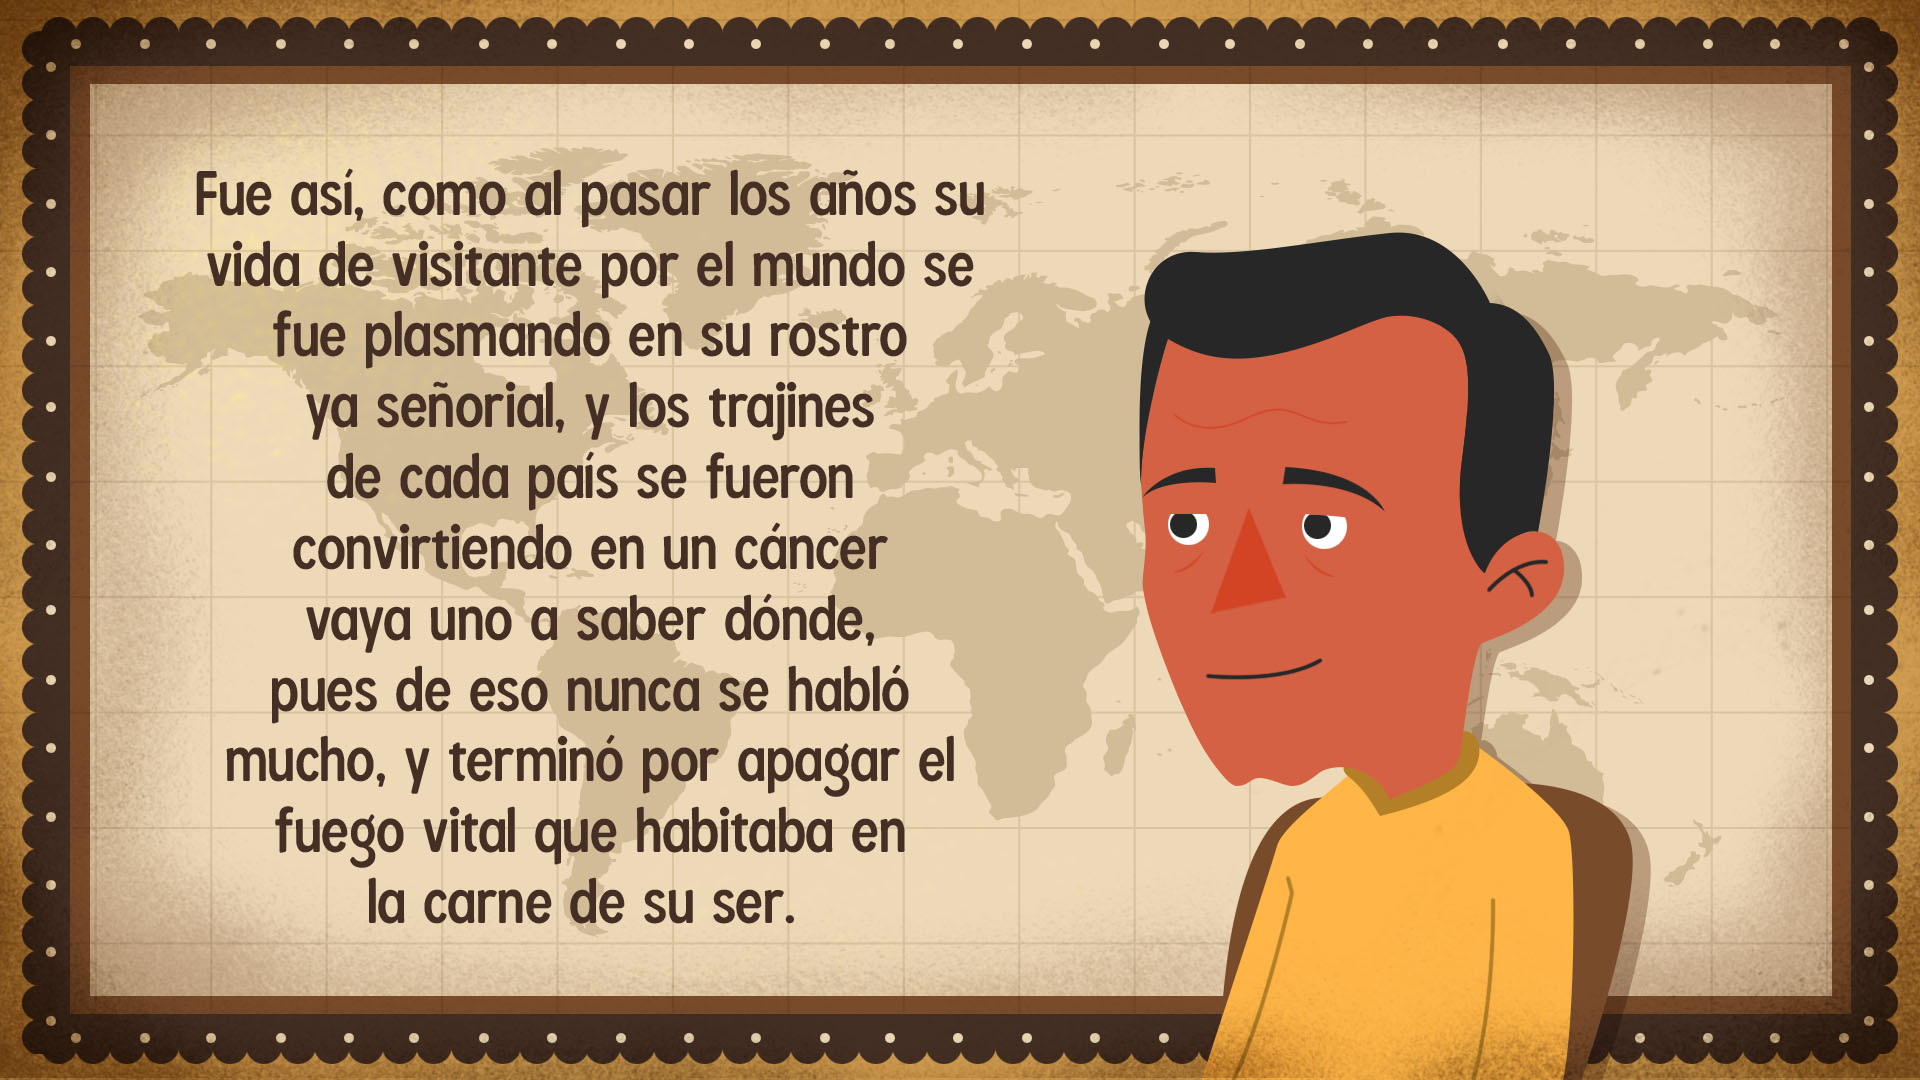 Fue así, como al pasar los años su
vida de visitante por el mundo se
fue plasmando en su rostro
ya señorial, y los trajines
de cada país se fueron
convirtiendo en un cáncer
vaya uno a saber dónde,
pues de eso nunca se habló
mucho, y terminó por apagar el
fuego vital que habitaba en
la carne de su ser.